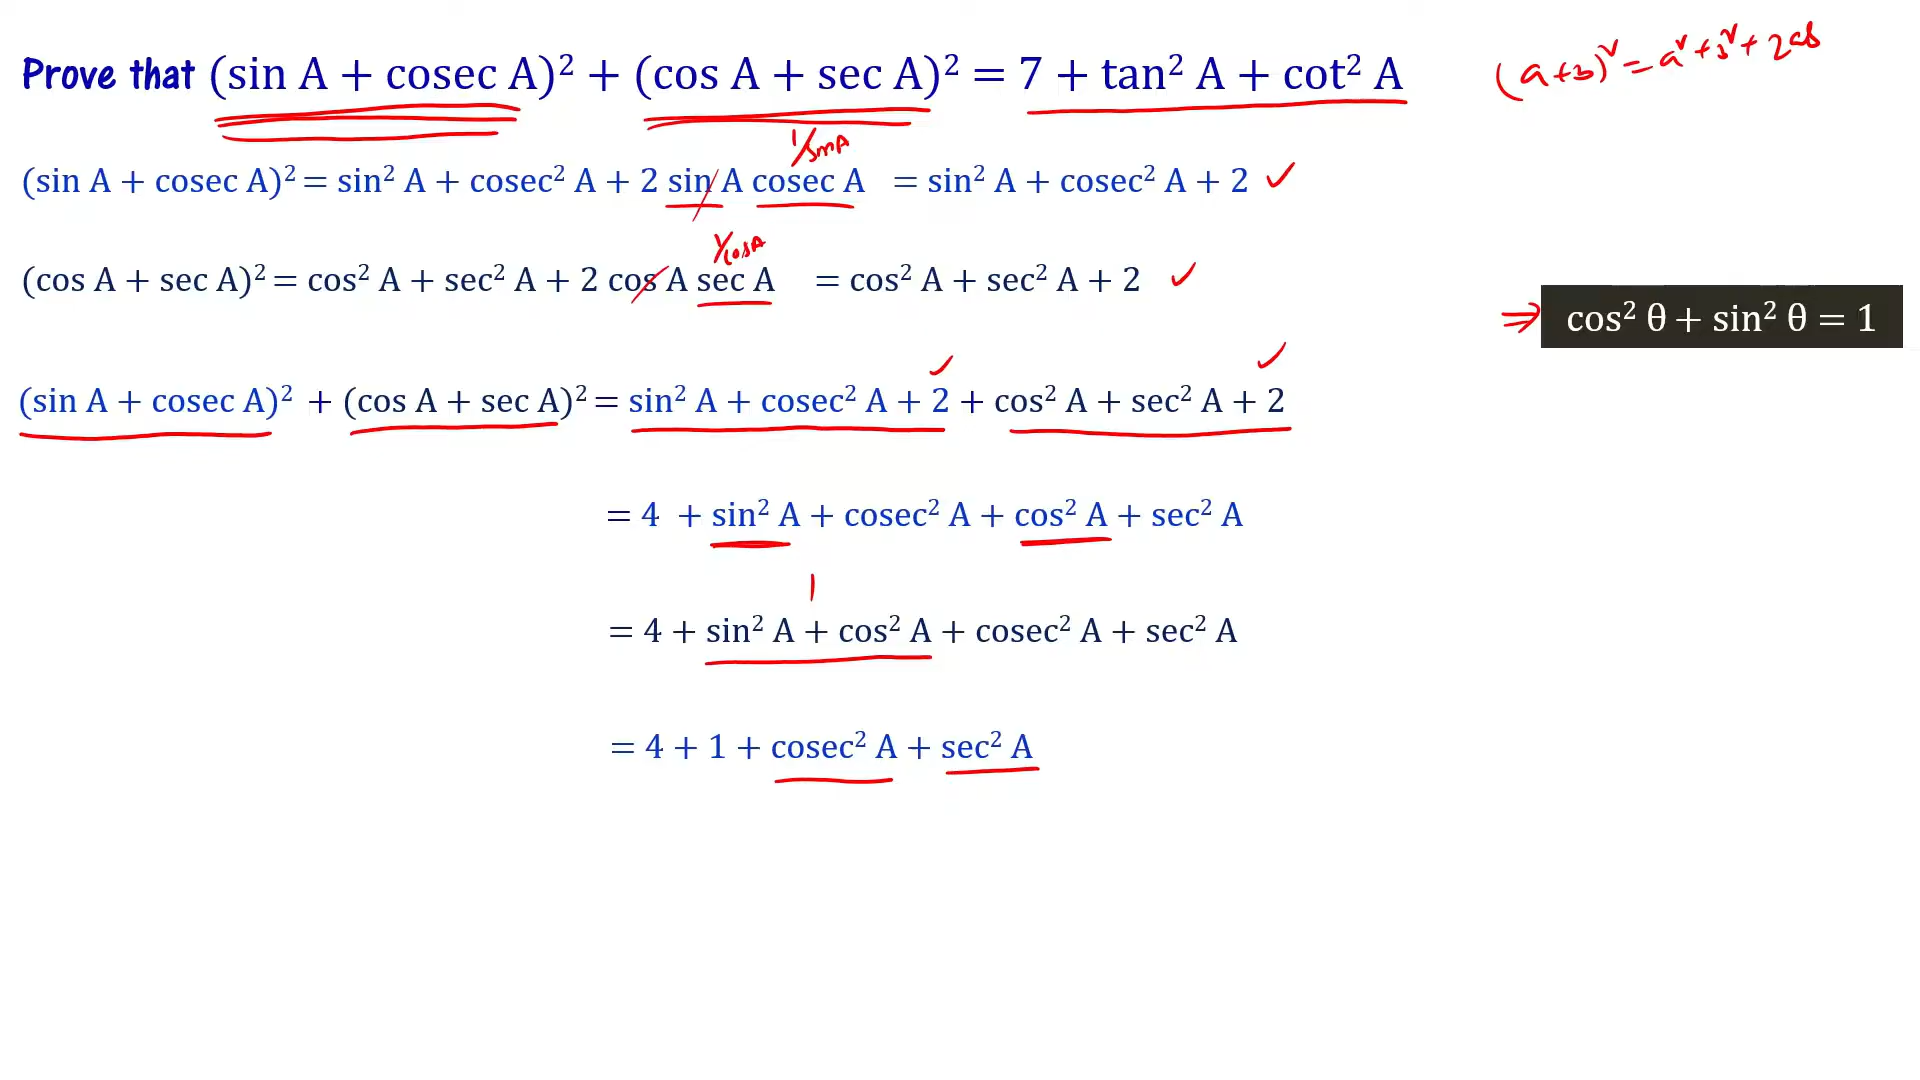 Prove that (sin A + cosec A)² + (cos A + sec A)² = 7 + tan² A + cot² A
(a+b)² = a² + b² + 2ab
1/sinA
(sin A + cosec A)² = sin² A + cosec² A + 2 sin A cosec A = sin² A + cosec² A + 2 ✓
1/cosA
(cos A + sec A)² = cos² A + sec² A + 2 cos A sec A = cos² A + sec² A + 2 ✓
⇒ cos² θ + sin² θ = 1
(sin A + cosec A)² + (cos A + sec A)² = sin² A + cosec² A + 2 + cos² A + sec² A + 2
= 4 + sin² A + cosec² A + cos² A + sec² A
1
= 4 + sin² A + cos² A + cosec² A + sec² A
= 4 + 1 + cosec² A + sec² A